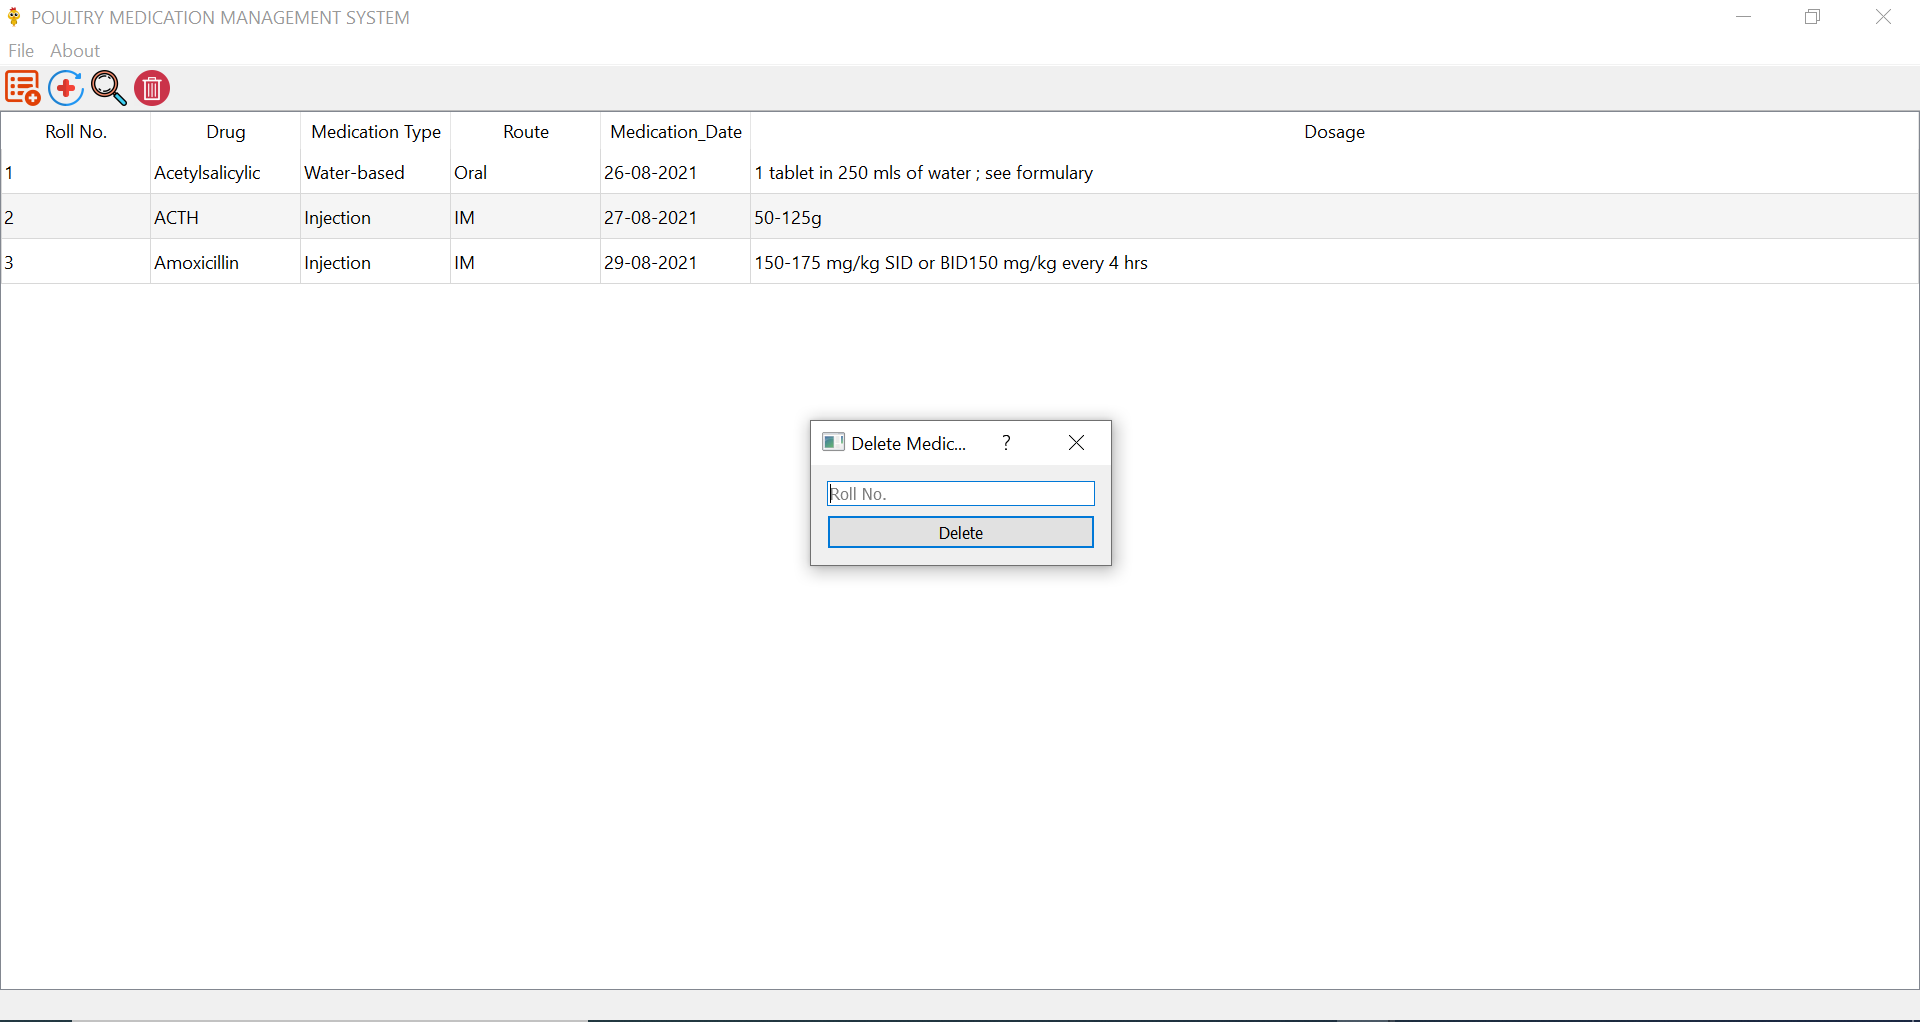 POULTRY MEDICATION MANAGEMENT SYSTEM
File About
Roll No. Drug Medication Type Route Medication_Date Dosage
1 Acetylsalicylic Water-based Oral 26-08-2021 1 tablet in 250 mls of water ; see formulary
2 ACTH Injection IM 27-08-2021 50-125g
3 Amoxicillin Injection IM 29-08-2021 150-175 mg/kg SID or BID150 mg/kg every 4 hrs
Delete Medic... ?
Roll No.
Delete